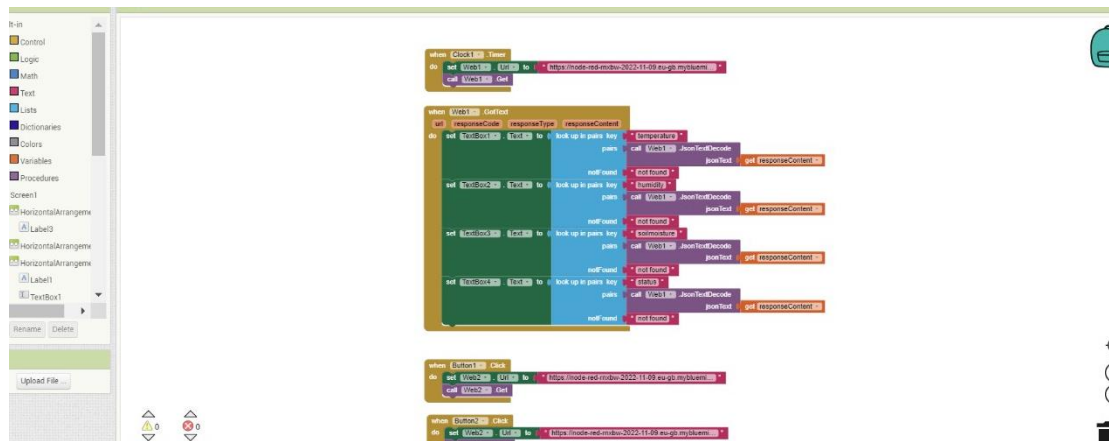 lt-in
Control
Logic
Math
Text
Lists
Dictionaries
Colors
Variables
Procedures
Screen1
HorizontalArrangeme
Label3
HorizontalArrangeme
HorizontalArrangeme
Label1
TextBox1
Rename Delete
Upload File ...
0 0
when Clock1 .Timer
do set Web1 . Url to " https://node-red-rmxbw-2022-11-09.eu-gb.mybluemi... "
call Web1 .Get
when Web1 .GotText
url responseCode responseType responseContent
do set TextBox1 . Text to look up in pairs key " temperature "
pairs call Web1 .JsonTextDecode
jsonText get responseContent
notFound " not found "
set TextBox2 . Text to look up in pairs key " humidity "
pairs call Web1 .JsonTextDecode
jsonText get responseContent
notFound " not found "
set TextBox3 . Text to look up in pairs key " soilmoisture "
pairs call Web1 .JsonTextDecode
jsonText get responseContent
notFound " not found "
set TextBox4 . Text to look up in pairs key " status "
pairs call Web1 .JsonTextDecode
jsonText get responseContent
notFound " not found "
when Button1 .Click
do set Web2 . Url to " https://node-red-rmxbw-2022-11-09.eu-gb.mybluemi... "
call Web2 .Get
when Button2 .Click
do set Web2 . Url to " https://node-red-rmxbw-2022-11-09.eu-gb.mybluemi... "